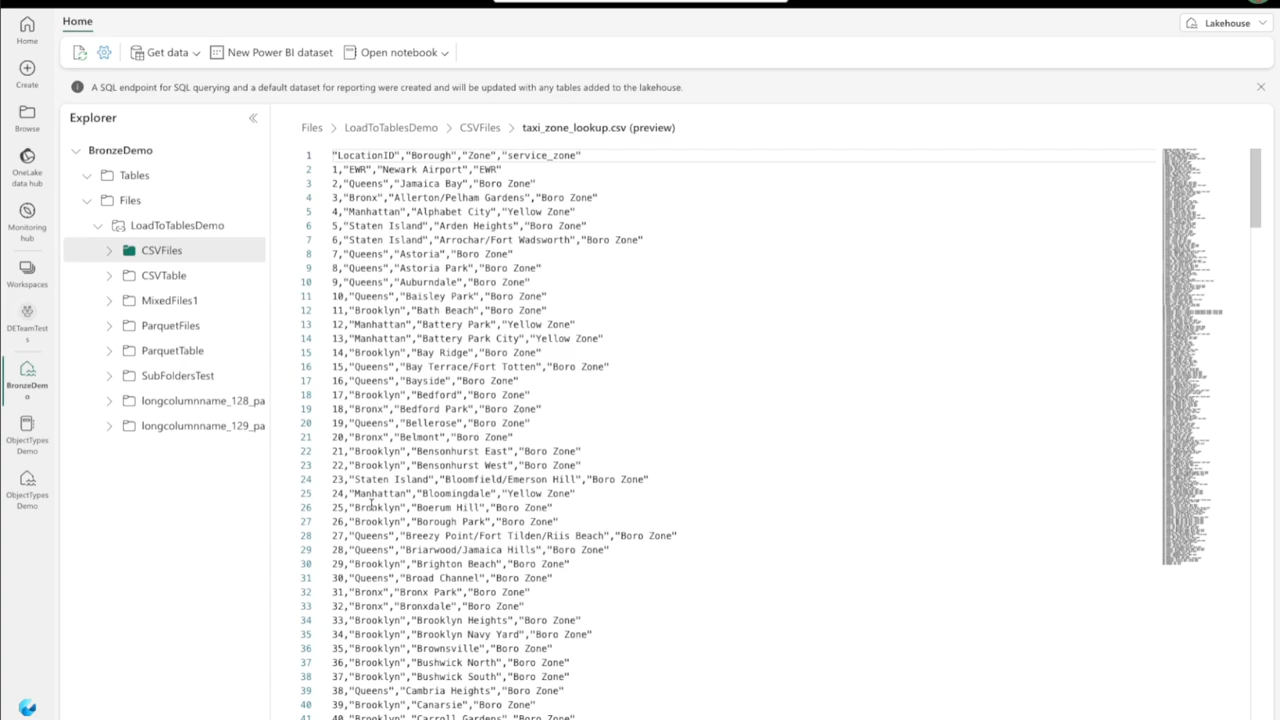 Home
Lakehouse
Get data
New Power BI dataset
Open notebook
A SQL endpoint for SQL querying and a default dataset for reporting were created and will be updated with any tables added to the lakehouse.
Home
Create
Browse
OneLake
data hub
Monitoring
hub
Workspaces
DETeamTest
s
BronzeDem
o
ObjectTypes
Demo
ObjectTypes
Demo
Explorer
BronzeDemo
Tables
Files
LoadToTablesDemo
CSVFiles
CSVTable
MixedFiles1
ParquetFiles
ParquetTable
SubFoldersTest
longcolumnname_128_pa
longcolumnname_129_pa
Files > LoadToTablesDemo > CSVFiles > taxi_zone_lookup.csv (preview)
1 "LocationID","Borough","Zone","service_zone"
2 1,"EWR","Newark Airport","EWR"
3 2,"Queens","Jamaica Bay","Boro Zone"
4 3,"Bronx","Allerton/Pelham Gardens","Boro Zone"
5 4,"Manhattan","Alphabet City","Yellow Zone"
6 5,"Staten Island","Arden Heights","Boro Zone"
7 6,"Staten Island","Arrochar/Fort Wadsworth","Boro Zone"
8 7,"Queens","Astoria","Boro Zone"
9 8,"Queens","Astoria Park","Boro Zone"
10 9,"Queens","Auburndale","Boro Zone"
11 10,"Queens","Baisley Park","Boro Zone"
12 11,"Brooklyn","Bath Beach","Boro Zone"
13 12,"Manhattan","Battery Park","Yellow Zone"
14 13,"Manhattan","Battery Park City","Yellow Zone"
15 14,"Brooklyn","Bay Ridge","Boro Zone"
16 15,"Queens","Bay Terrace/Fort Totten","Boro Zone"
17 16,"Queens","Bayside","Boro Zone"
18 17,"Brooklyn","Bedford","Boro Zone"
19 18,"Bronx","Bedford Park","Boro Zone"
20 19,"Queens","Bellerose","Boro Zone"
21 20,"Bronx","Belmont","Boro Zone"
22 21,"Brooklyn","Bensonhurst East","Boro Zone"
23 22,"Brooklyn","Bensonhurst West","Boro Zone"
24 23,"Staten Island","Bloomfield/Emerson Hill","Boro Zone"
25 24,"Manhattan","Bloomingdale","Yellow Zone"
26 25,"Brooklyn","Boerum Hill","Boro Zone"
27 26,"Brooklyn","Borough Park","Boro Zone"
28 27,"Queens","Breezy Point/Fort Tilden/Riis Beach","Boro Zone"
29 28,"Queens","Briarwood/Jamaica Hills","Boro Zone"
30 29,"Brooklyn","Brighton Beach","Boro Zone"
31 30,"Queens","Broad Channel","Boro Zone"
32 31,"Bronx","Bronx Park","Boro Zone"
33 32,"Bronx","Bronxdale","Boro Zone"
34 33,"Brooklyn","Brooklyn Heights","Boro Zone"
35 34,"Brooklyn","Brooklyn Navy Yard","Boro Zone"
36 35,"Brooklyn","Brownsville","Boro Zone"
37 36,"Brooklyn","Bushwick North","Boro Zone"
38 37,"Brooklyn","Bushwick South","Boro Zone"
39 38,"Queens","Cambria Heights","Boro Zone"
40 39,"Brooklyn","Canarsie","Boro Zone"
41 40,"Brooklyn","Carroll Gardens","Boro Zone"